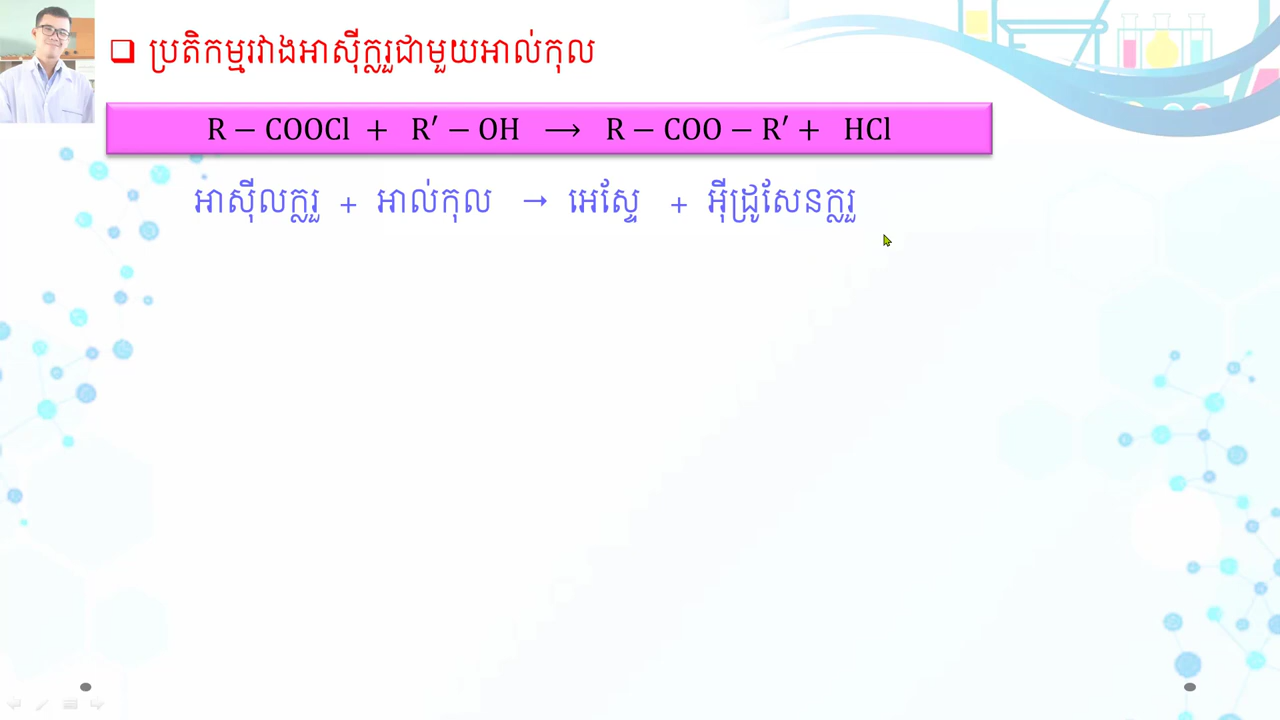 ❑ ប្រតិកម្មរវាងអាស៊ីក្លរួជាមួយអាល់កុល
R − COOCl + R′ − OH ⟶ R − COO − R′ + HCl
អាស៊ីលក្លរួ + អាល់កុល → អេស្ទែ + អ៊ីដ្រូសែនក្លរួ